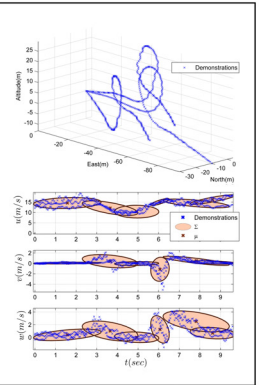 Altitude(m)
25
20
15
10
5
0
-5
-10
Demonstrations
-20
-40
-60
-80
East(m)
-30
-20
-10
0
North(m)
u(m/s)
15
10
5
0
0 1 2 3 4 5 6 7 8 9
Demonstrations
Σ
μ
v(m/s)
2
0
-2
-4
0 1 2 3 4 5 6 7 8 9
w(m/s)
4
2
0
0 1 2 3 4 5 6 7 8 9
t(sec)